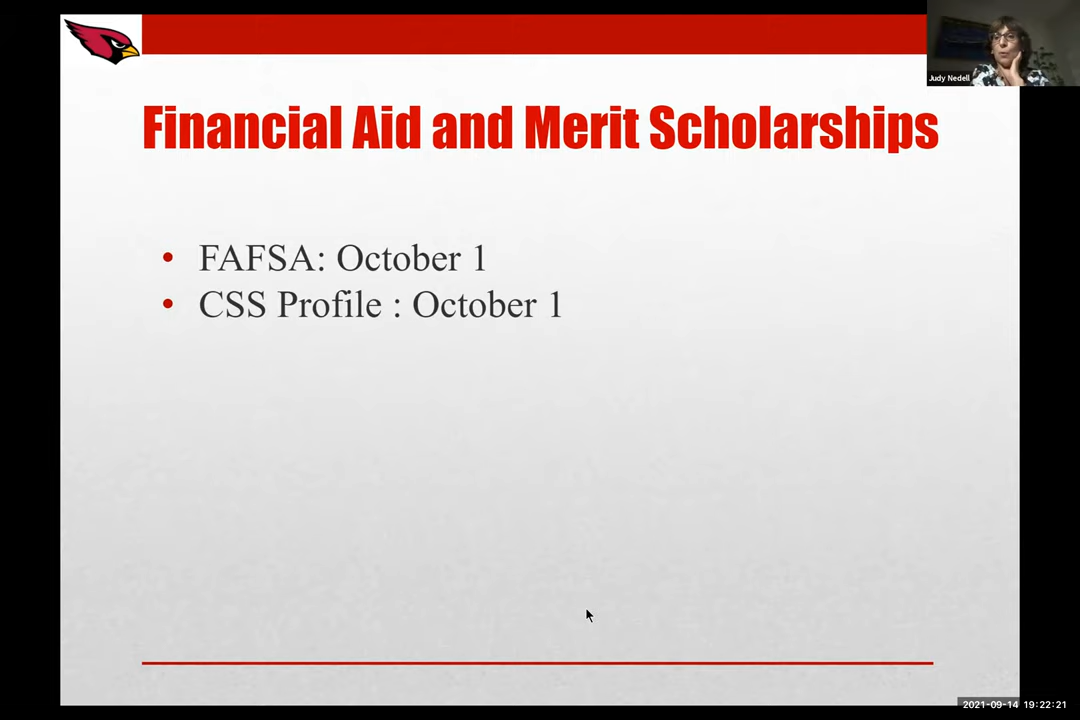 Judy Nedell
Financial Aid and Merit Scholarships
• FAFSA: October 1
• CSS Profile : October 1
2021-09-14 19:22:21